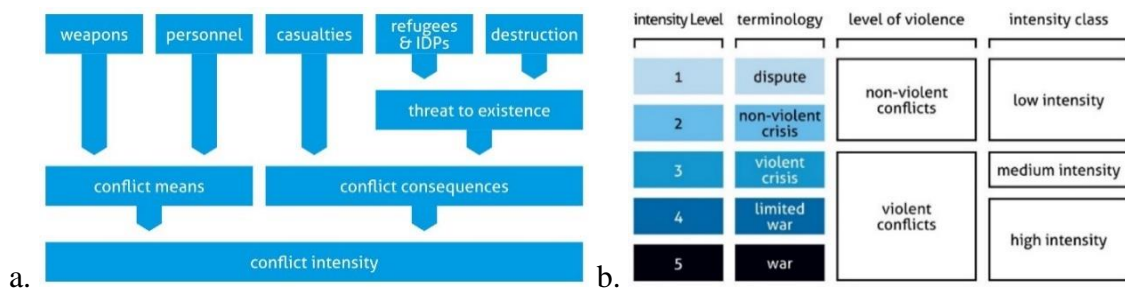 weapons
personnel
casualties
refugees
& IDPs
destruction
threat to existence
conflict means
conflict consequences
conflict intensity
a.
intensity Level
terminology
level of violence
intensity class
1
dispute
2
non-violent
crisis
3
violent
crisis
4
limited
war
5
war
non-violent
conflicts
violent
conflicts
low intensity
medium intensity
high intensity
b.